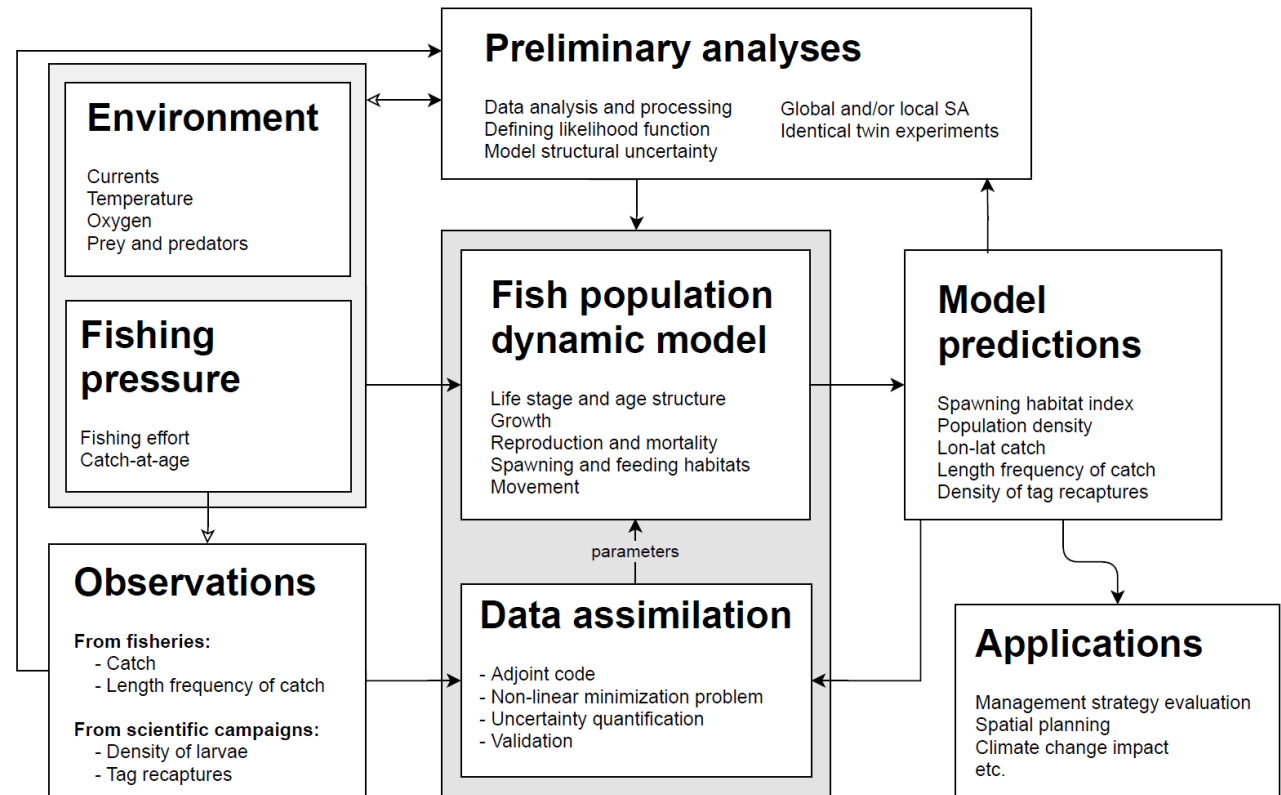 Preliminary analyses
Data analysis and processing
Defining likelihood function
Model structural uncertainty
Global and/or local SA
Identical twin experiments
Environment
Currents
Temperature
Oxygen
Prey and predators
Fishing
pressure
Fishing effort
Catch-at-age
Fish population
dynamic model
Life stage and age structure
Growth
Reproduction and mortality
Spawning and feeding habitats
Movement
Model
predictions
Spawning habitat index
Population density
Lon-lat catch
Length frequency of catch
Density of tag recaptures
parameters
Observations
From fisheries:
- Catch
- Length frequency of catch
From scientific campaigns:
- Density of larvae
- Tag recaptures
Data assimilation
- Adjoint code
- Non-linear minimization problem
- Uncertainty quantification
- Validation
Applications
Management strategy evaluation
Spatial planning
Climate change impact
etc.